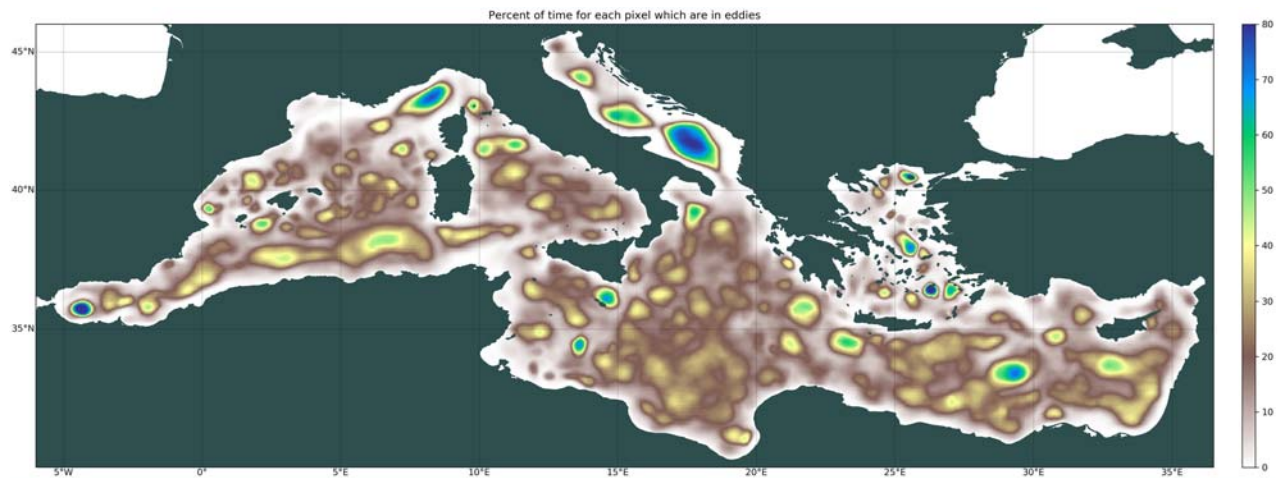 Percent of time for each pixel which are in eddies
45°N
40°N
35°N
5°W
0°
5°E
10°E
15°E
20°E
25°E
30°E
35°E
80
70
60
50
40
30
20
10
0